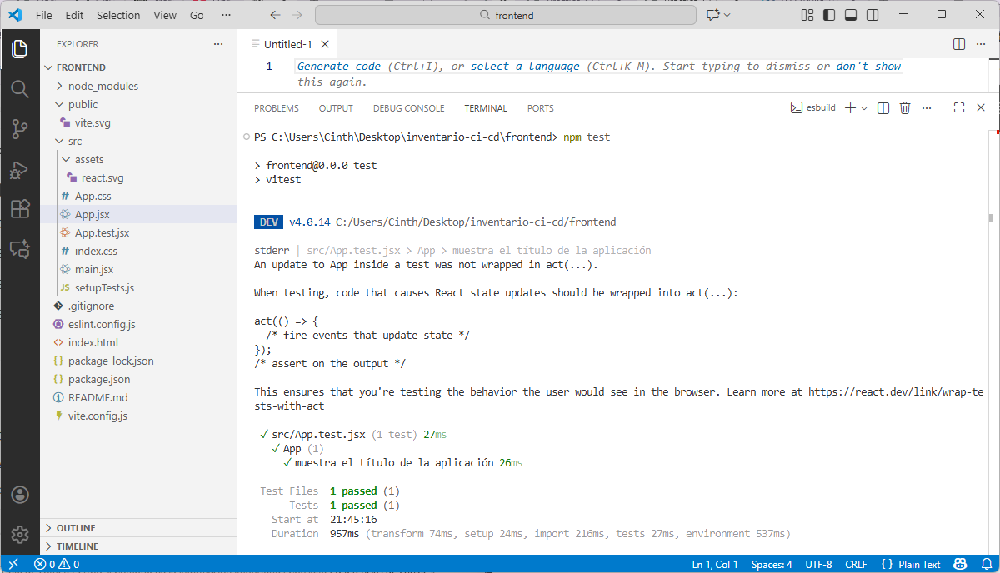 File Edit Selection View Go ··· frontend
EXPLORER ···
FRONTEND
node_modules
public
vite.svg
src
assets
react.svg
# App.css
App.jsx
App.test.jsx
# index.css
main.jsx
JS setupTests.js
.gitignore
eslint.config.js
<> index.html
{} package-lock.json
{} package.json
README.md
vite.config.js
OUTLINE
TIMELINE
Untitled-1
1 Generate code (Ctrl+I), or select a language (Ctrl+K M). Start typing to dismiss or don't show
this again.
PROBLEMS OUTPUT DEBUG CONSOLE TERMINAL PORTS esbuild
PS C:\Users\Cinth\Desktop\inventario-ci-cd\frontend> npm test
> frontend@0.0.0 test
> vitest
DEV v4.0.14 C:/Users/Cinth/Desktop/inventario-ci-cd/frontend
stderr | src/App.test.jsx > App > muestra el título de la aplicación
An update to App inside a test was not wrapped in act(...).
When testing, code that causes React state updates should be wrapped into act(...):
act(() => {
/* fire events that update state */
});
/* assert on the output */
This ensures that you're testing the behavior the user would see in the browser. Learn more at https://react.dev/link/wrap-te
sts-with-act
✓ src/App.test.jsx (1 test) 27ms
✓ App (1)
✓ muestra el título de la aplicación 26ms
Test Files 1 passed (1)
Tests 1 passed (1)
Start at 21:45:16
Duration 957ms (transform 74ms, setup 24ms, import 216ms, tests 27ms, environment 537ms)
0 0 Ln 1, Col 1 Spaces: 4 UTF-8 CRLF {} Plain Text